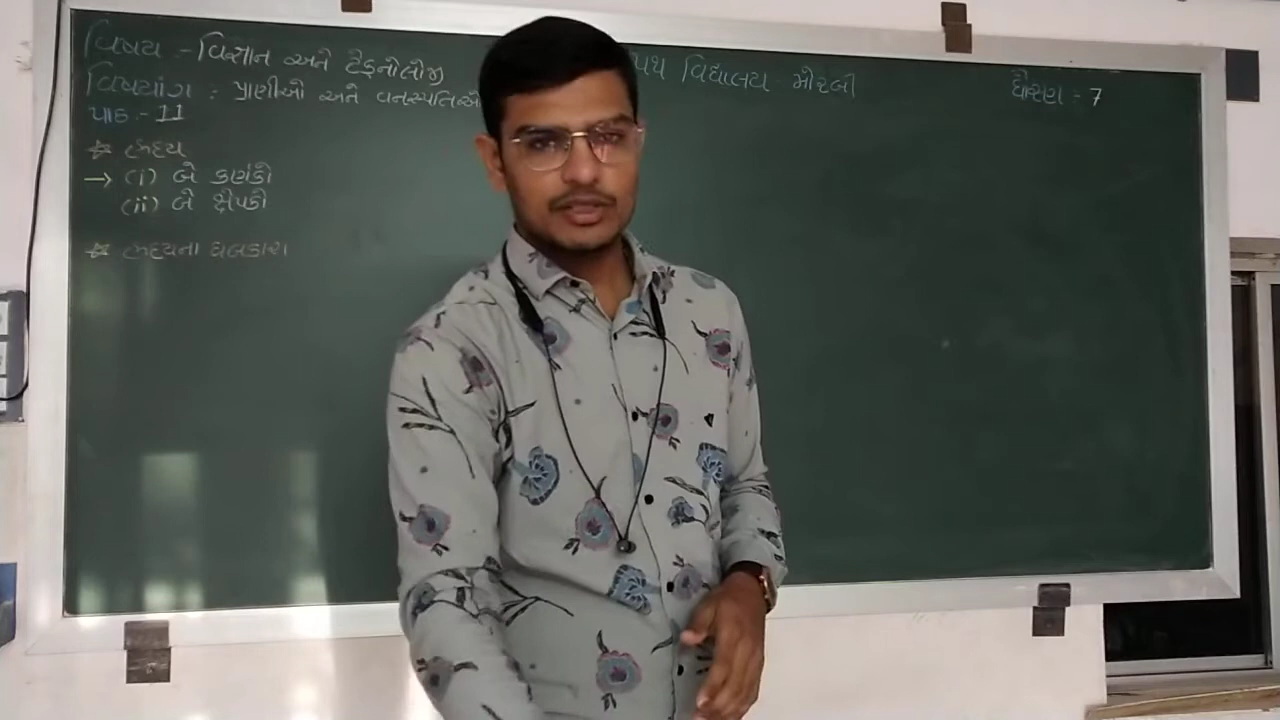 વિષય - વિજ્ઞાન અને ટેકનોલોજી
પથ વિદ્યાલય મોરબી
ધોરણ - 7
વિષયાંગ : પ્રાણીઓ અને વનસ્પતિઓ
પાઠ - 11
☆ હૃદય
→ (i) બે કર્ણકો
(ii) બે ક્ષેપકો
☆ હૃદયના ધબકારા